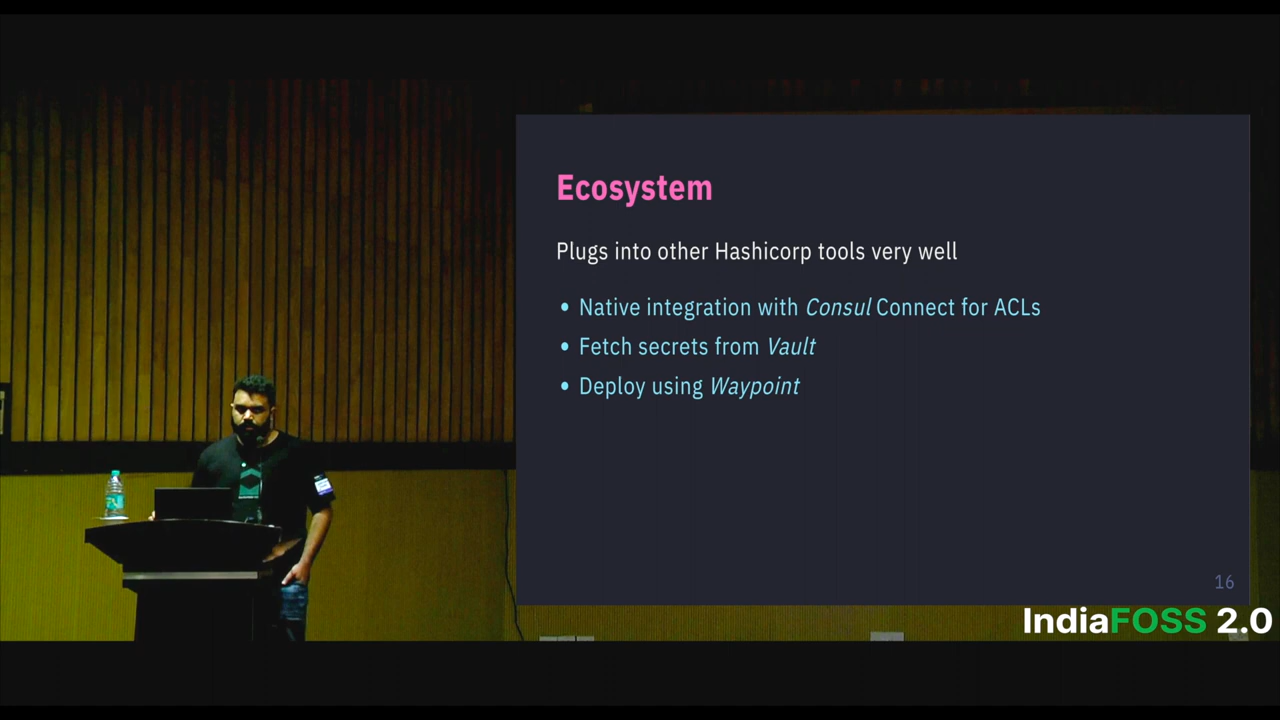 Ecosystem
Plugs into other Hashicorp tools very well
• Native integration with Consul Connect for ACLs
• Fetch secrets from Vault
• Deploy using Waypoint
16
IndiaFOSS 2.0